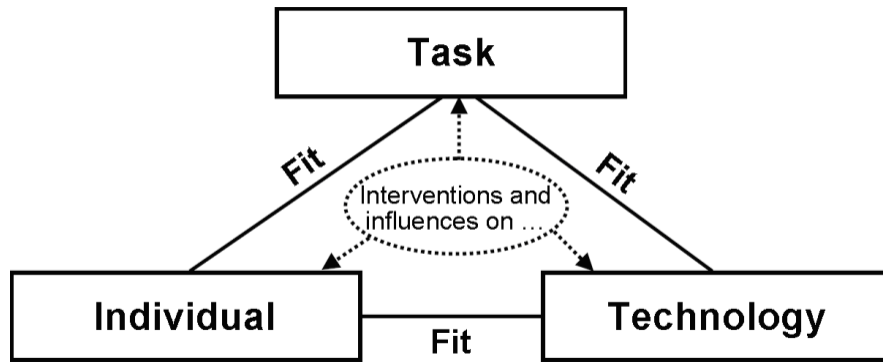 Task
Fit
Fit
Interventions and
influences on ...
Individual
Fit
Technology